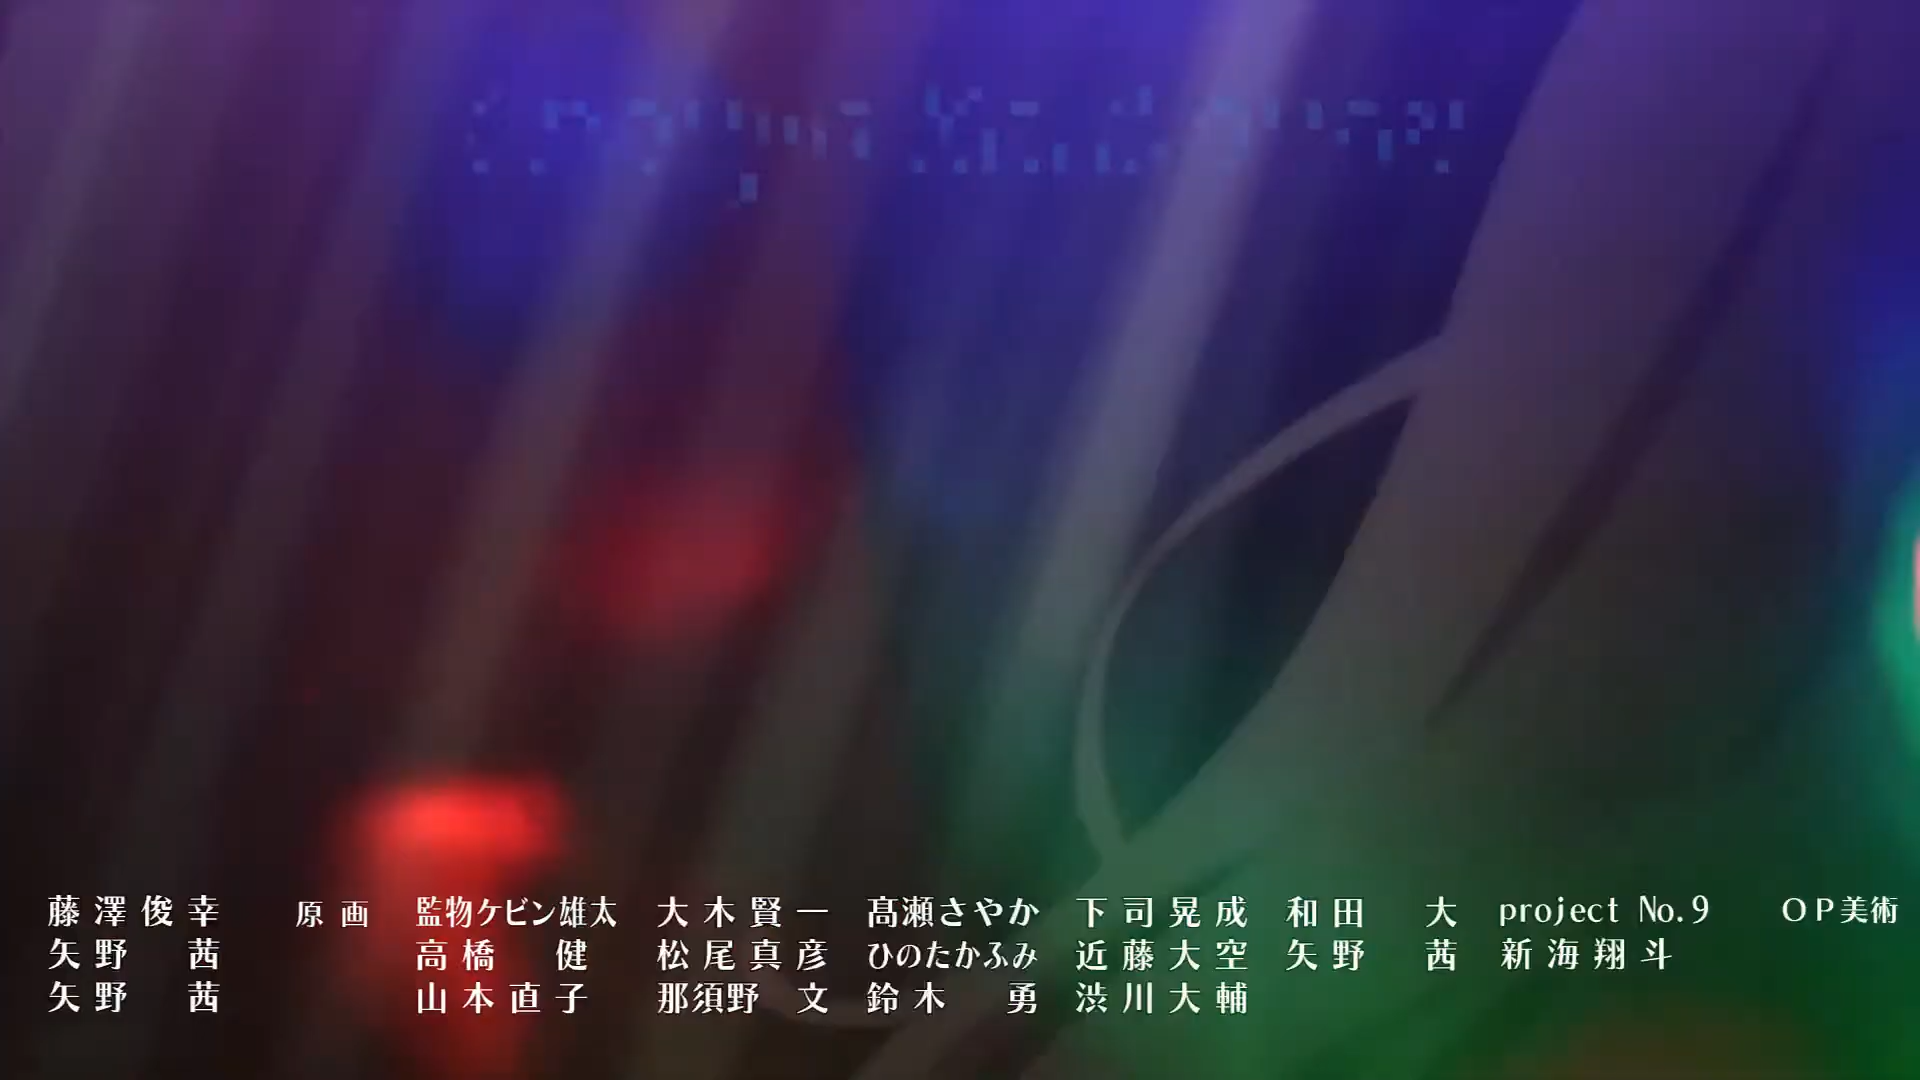 藤澤俊幸 原画 監物ケビン雄太 大木賢一 髙瀬さやか 下司晃成 和田 大 project No.9 OP美術
矢野 茜 高橋 健 松尾真彦 ひのたかふみ 近藤大空 矢野 茜 新海翔斗
矢野 茜 山本直子 那須野 文 鈴木 勇 渋川大輔